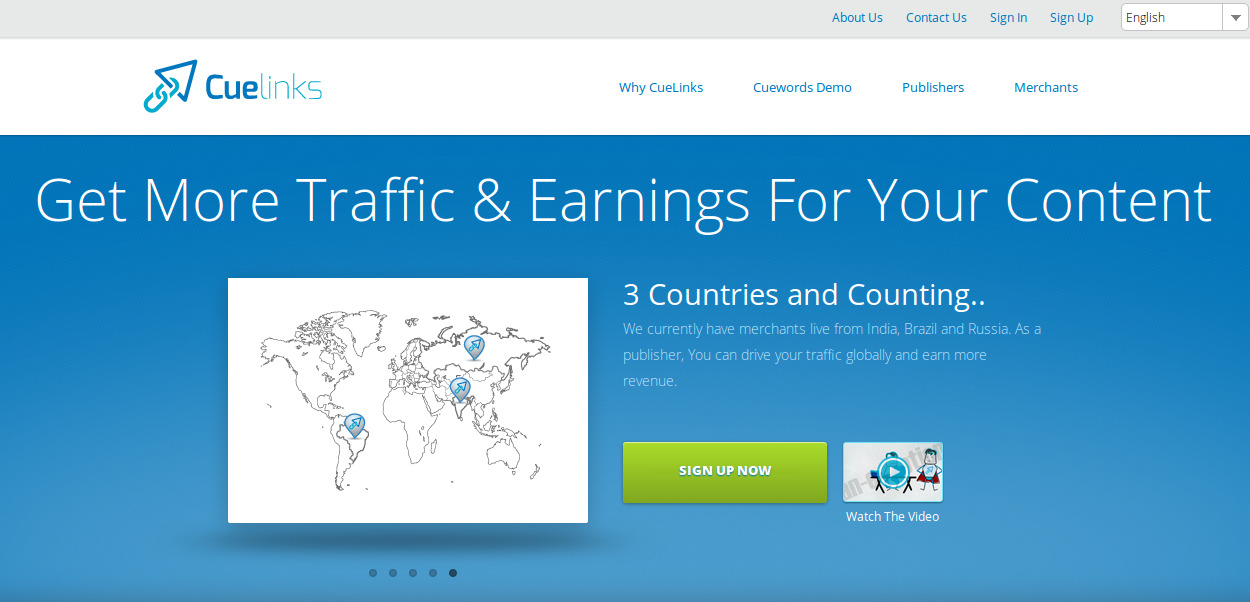 About Us Contact Us Sign In Sign Up English
Cuelinks
Why CueLinks Cuewords Demo Publishers Merchants
Get More Traffic & Earnings For Your Content
3 Countries and Counting..
We currently have merchants live from India, Brazil and Russia. As a
publisher, You can drive your traffic globally and earn more
revenue.
SIGN UP NOW
Watch The Video